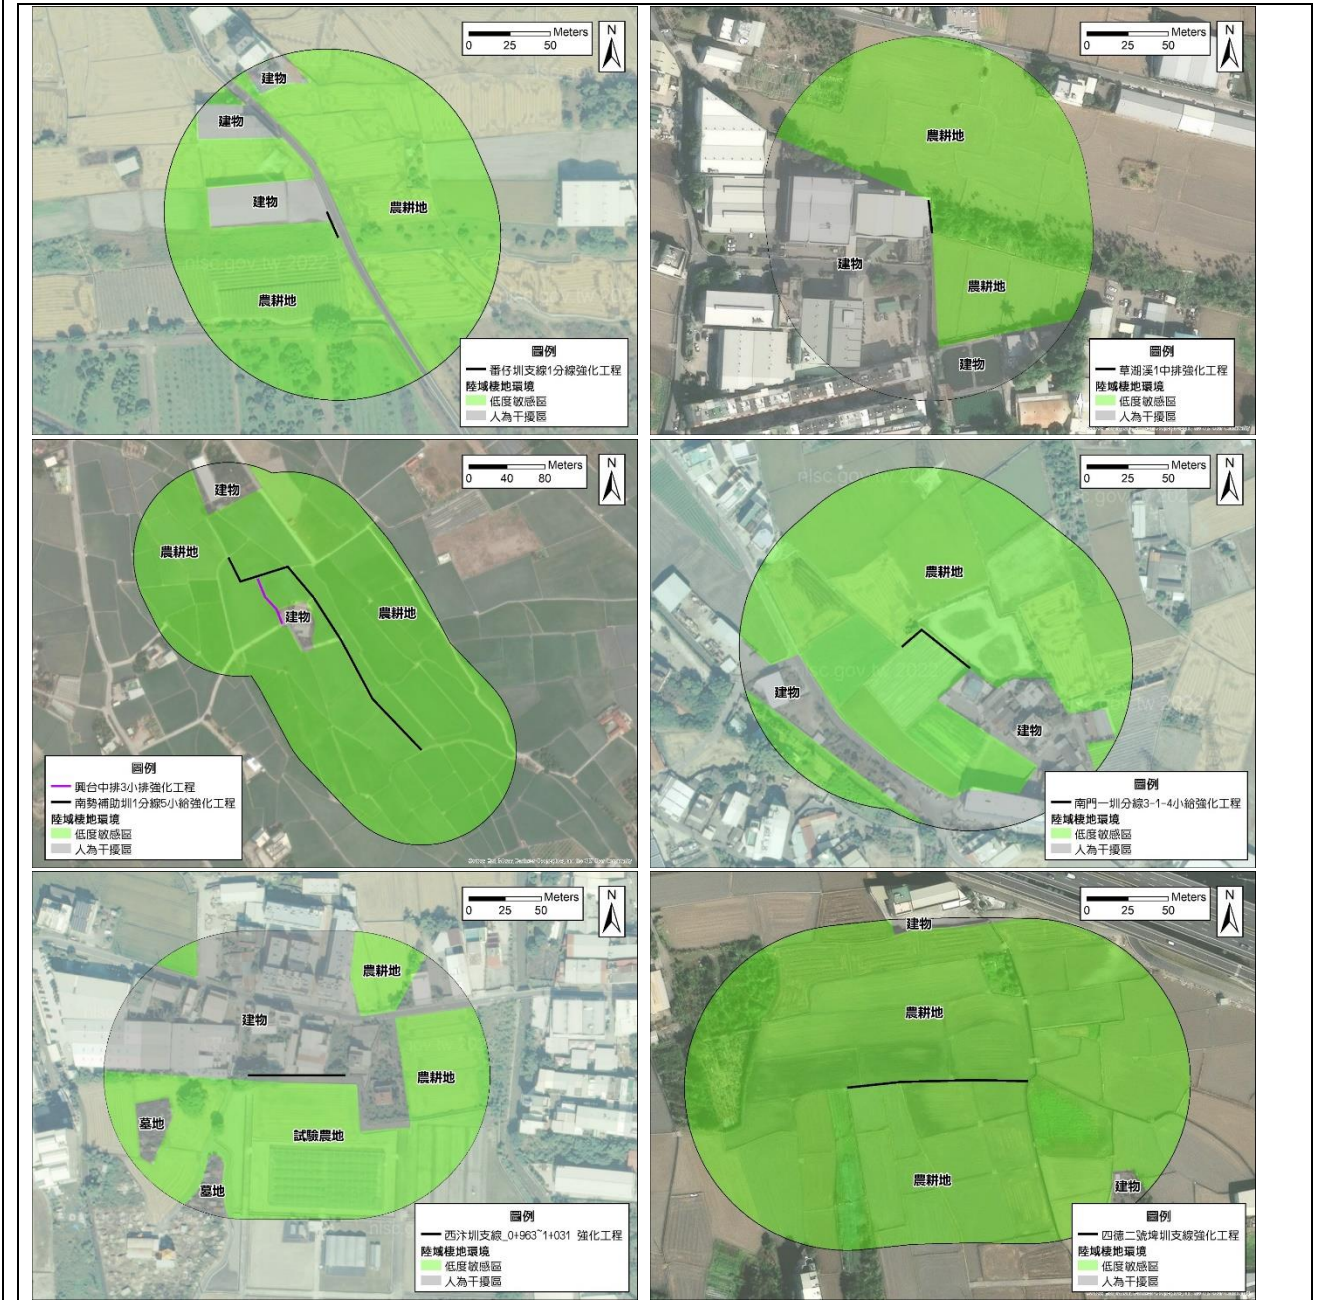 Meters
0 25 50
N
建物
建物
建物
農耕地
農耕地
圖例
番仔圳支線1分線強化工程
陸域棲地環境
低度敏感區
人為干擾區
Meters
0 25 50
N
農耕地
建物
農耕地
建物
圖例
草湖溪1中排強化工程
陸域棲地環境
低度敏感區
人為干擾區
Meters
0 40 80
N
建物
農耕地
建物
農耕地
圖例
興台中排3小排強化工程
南勢補助圳1分線5小給強化工程
陸域棲地環境
低度敏感區
人為干擾區
Meters
0 25 50
N
農耕地
建物
建物
圖例
南門一圳分線3-1-4小給強化工程
陸域棲地環境
低度敏感區
人為干擾區
Meters
0 25 50
N
農耕地
建物
農耕地
墓地
試驗農地
墓地
圖例
西汴圳支線_0+963~1+031 強化工程
陸域棲地環境
低度敏感區
人為干擾區
Meters
0 25 50
N
建物
農耕地
農耕地
建物
圖例
四德二號埤圳支線強化工程
陸域棲地環境
低度敏感區
人為干擾區